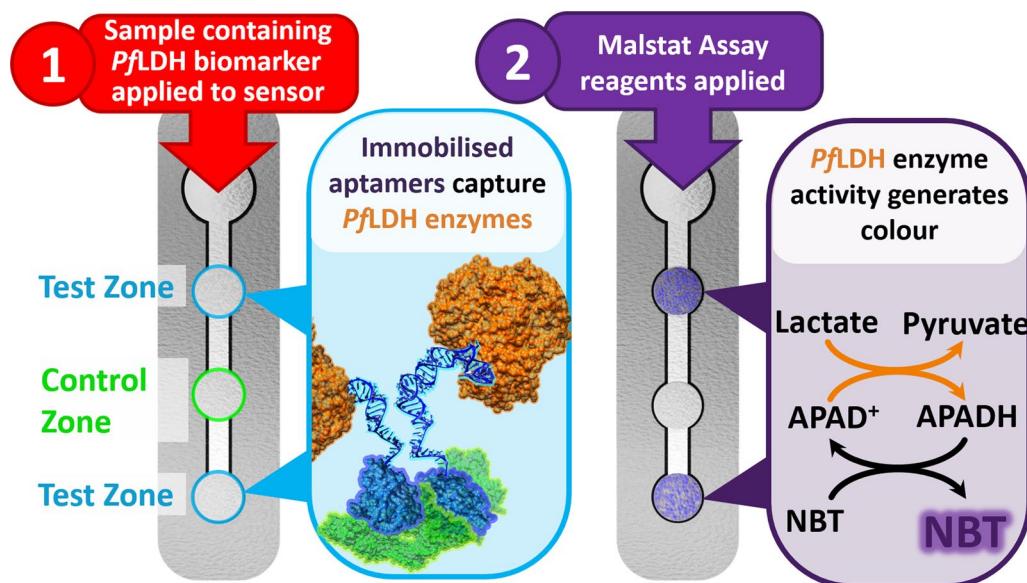 1
Sample containing
PfLDH biomarker
applied to sensor
2
Malstat Assay
reagents applied
Immobilised
aptamers capture
PfLDH enzymes
Test Zone
Control
Zone
Test Zone
PfLDH enzyme
activity generates
colour
Lactate Pyruvate
APAD⁺ APADH
NBT NBT